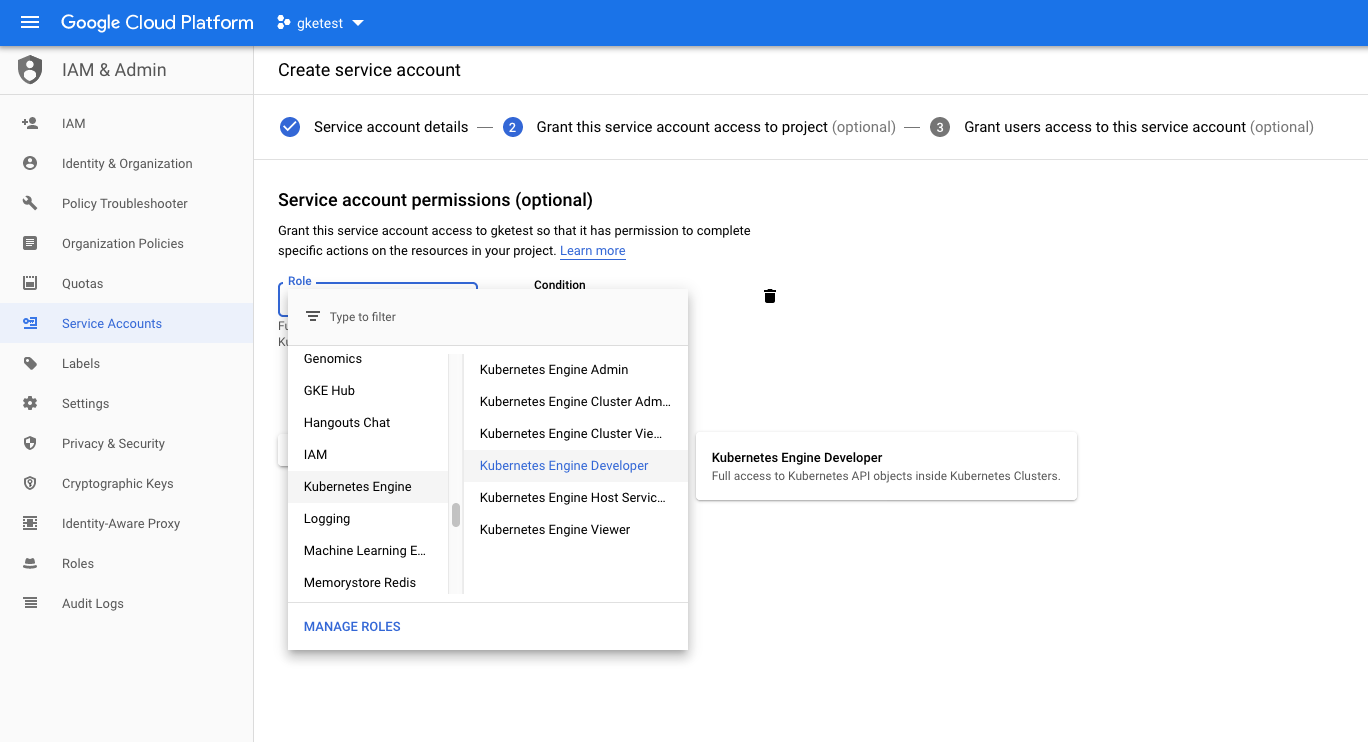 Google Cloud Platform
gketest
IAM & Admin
IAM
Identity & Organization
Policy Troubleshooter
Organization Policies
Quotas
Service Accounts
Labels
Settings
Privacy & Security
Cryptographic Keys
Identity-Aware Proxy
Roles
Audit Logs
Create service account
Service account details — 2 Grant this service account access to project (optional) — 3 Grant users access to this service account (optional)
Service account permissions (optional)
Grant this service account access to gketest so that it has permission to complete
specific actions on the resources in your project. Learn more
Role
Condition
Type to filter
Genomics
GKE Hub
Hangouts Chat
IAM
Kubernetes Engine
Logging
Machine Learning E...
Memorystore Redis
Kubernetes Engine Admin
Kubernetes Engine Cluster Adm...
Kubernetes Engine Cluster Vie...
Kubernetes Engine Developer
Kubernetes Engine Host Servic...
Kubernetes Engine Viewer
MANAGE ROLES
Kubernetes Engine Developer
Full access to Kubernetes API objects inside Kubernetes Clusters.